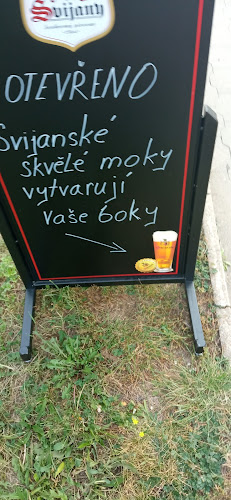 Svijany
OTEVŘENO
Svijanské
skvělé moky
vytvarují
vaše boky